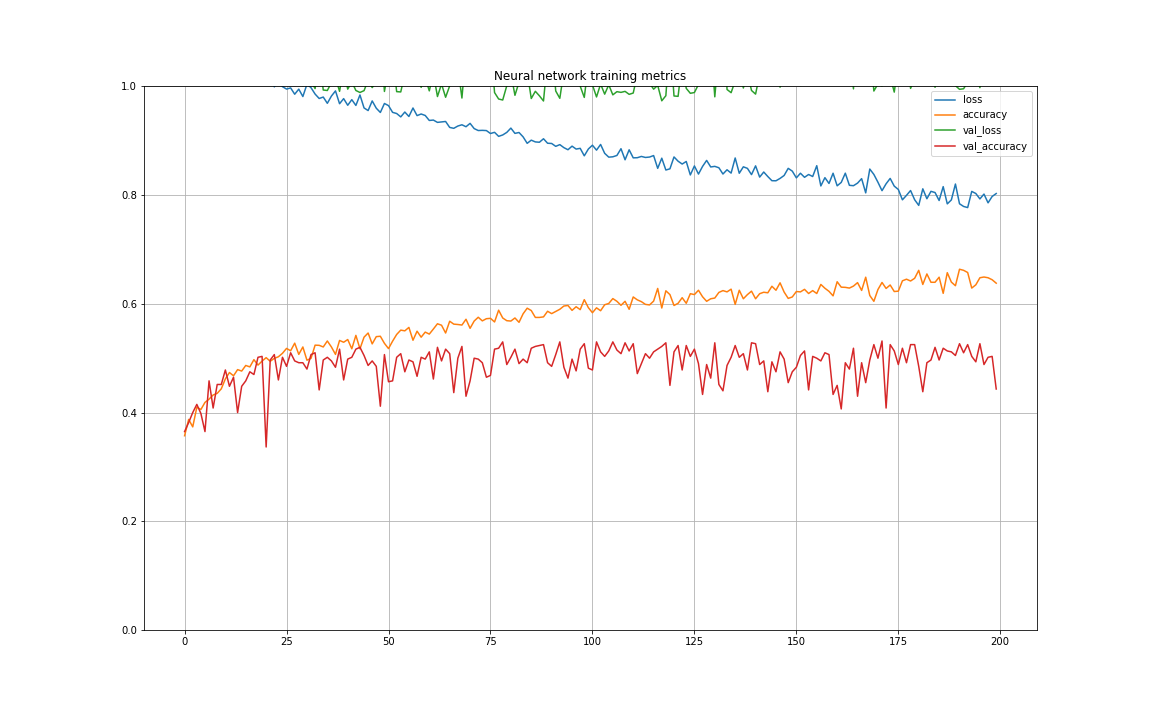 Neural network training metrics
1.0
0.8
0.6
0.4
0.2
0.0
0 25 50 75 100 125 150 175 200
loss
accuracy
val_loss
val_accuracy